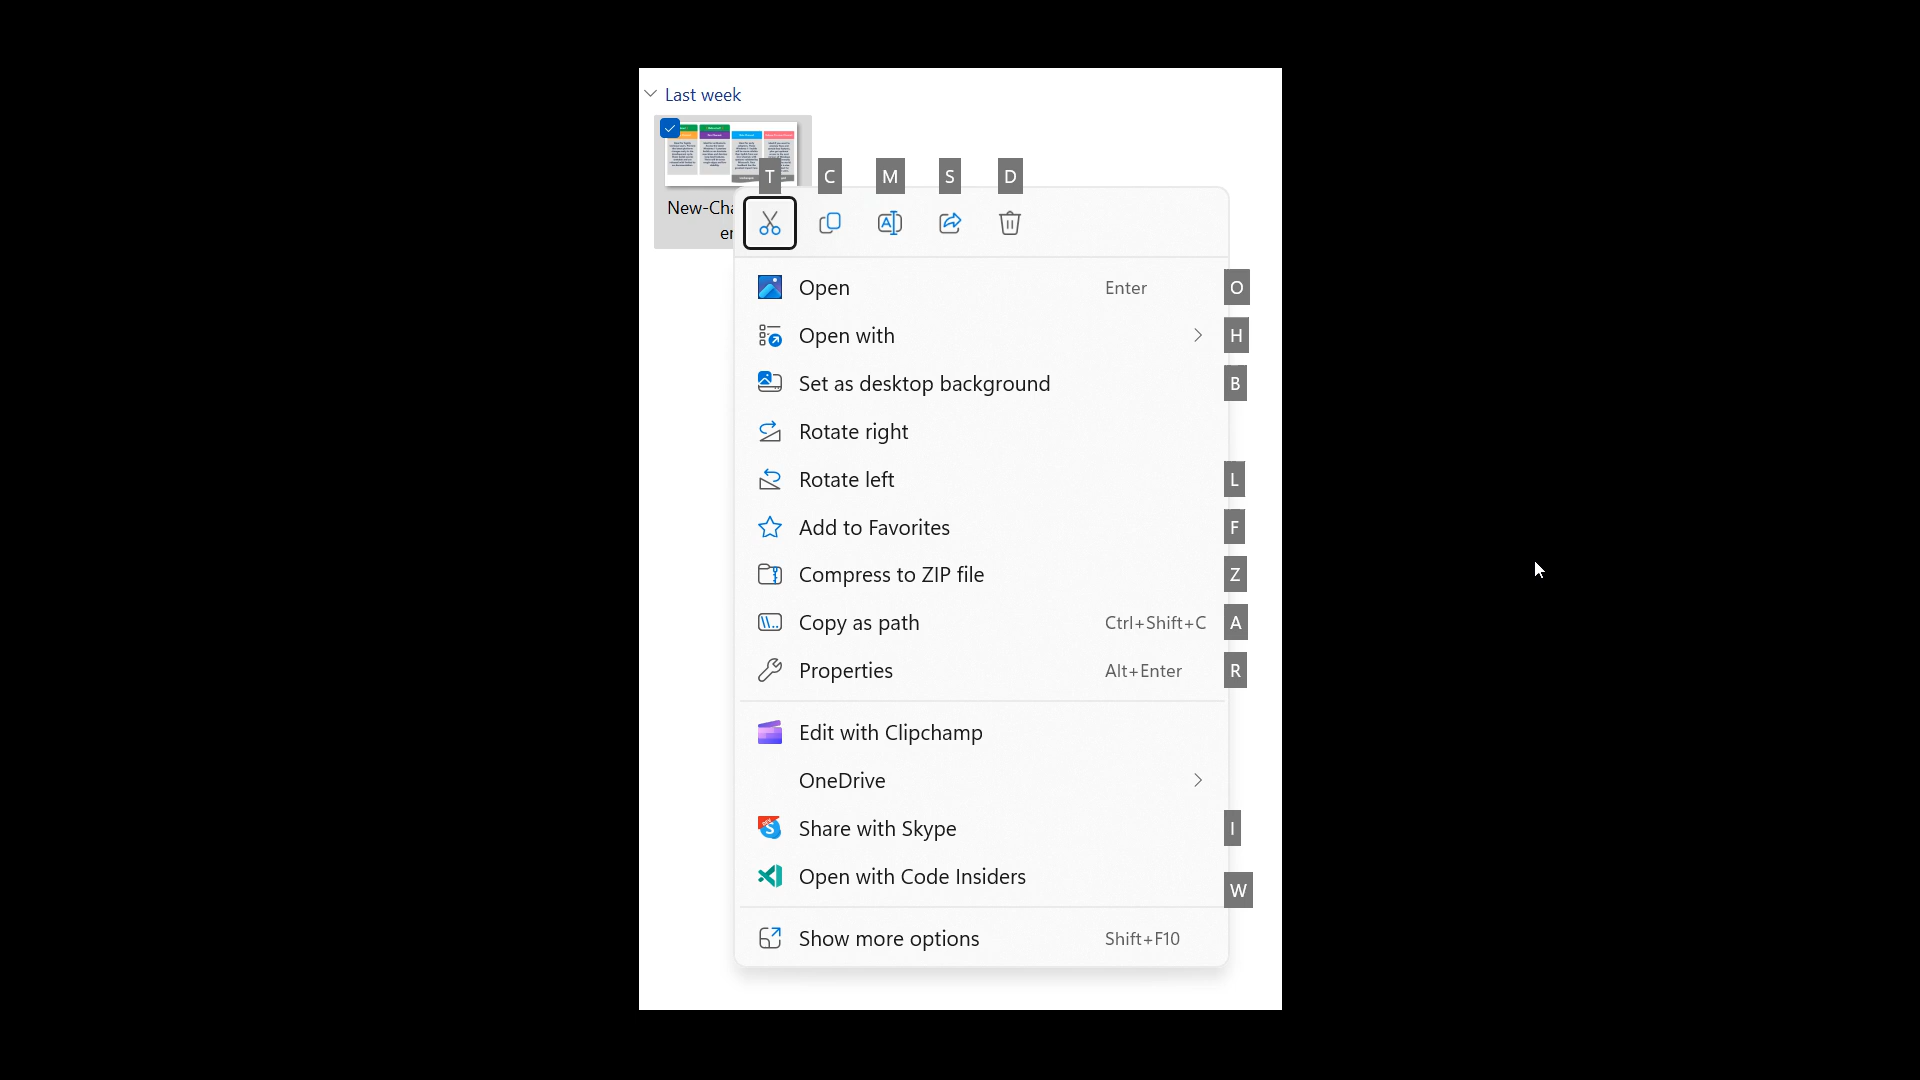 Last week
T C M S D
New-Cha
er
Open Enter O
Open with H
Set as desktop background B
Rotate right
Rotate left L
Add to Favorites F
Compress to ZIP file Z
Copy as path Ctrl+Shift+C A
Properties Alt+Enter R
Edit with Clipchamp
OneDrive
Share with Skype I
Open with Code Insiders W
Show more options Shift+F10